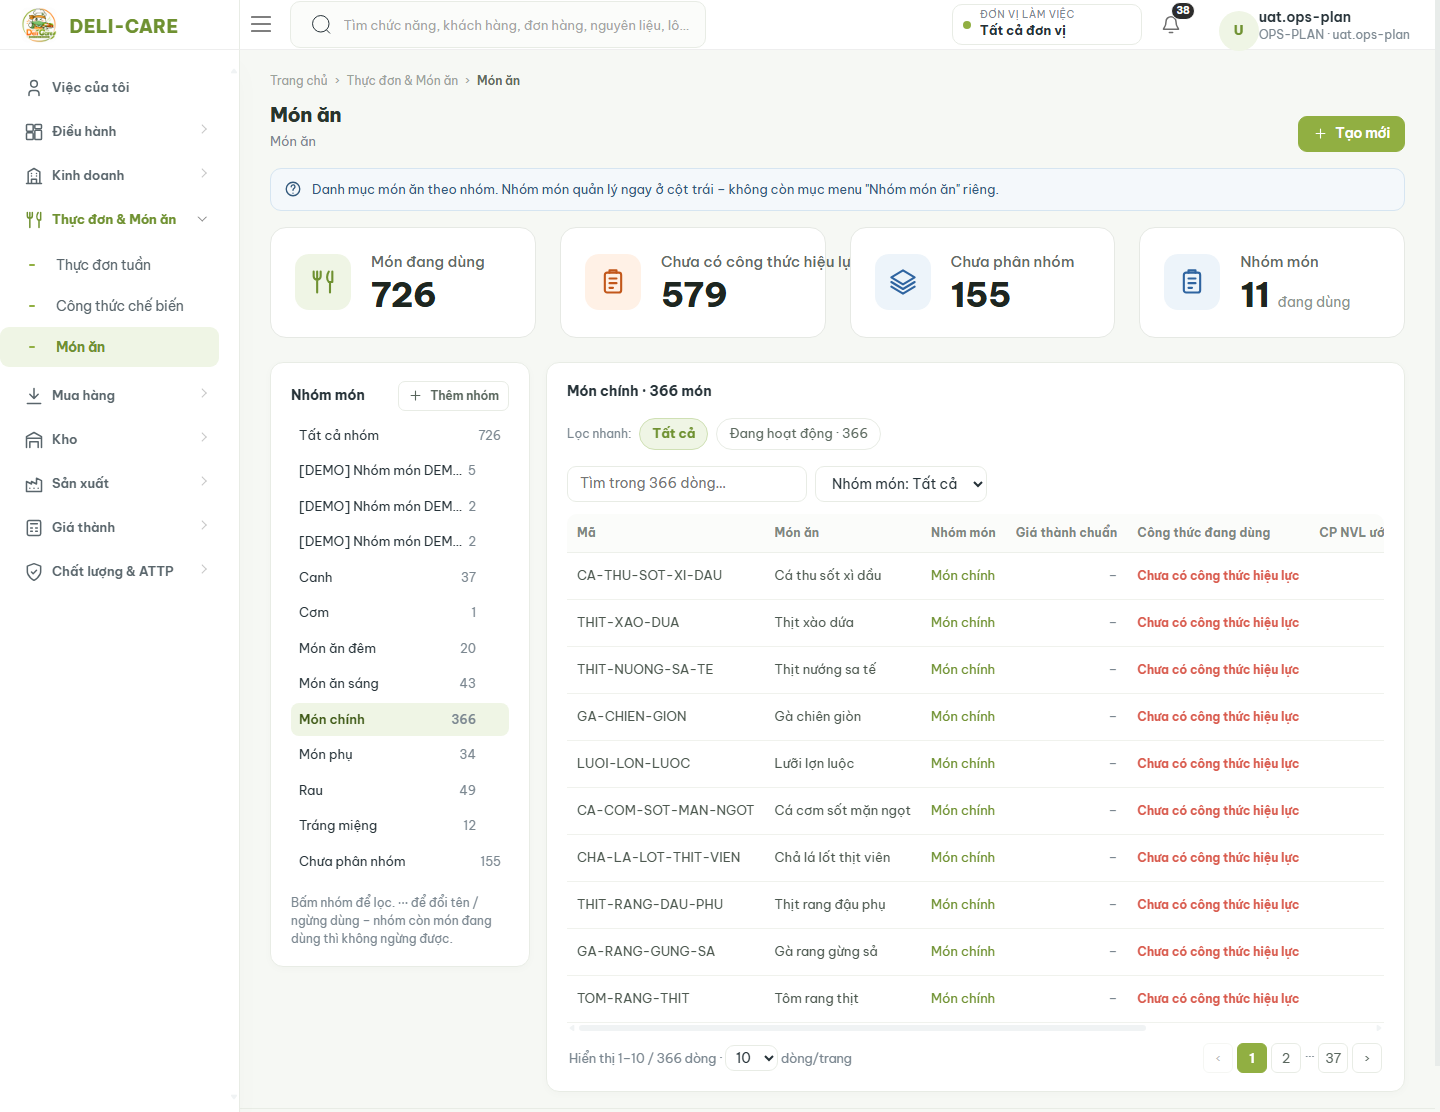 DELI-CARE
Tìm chức năng, khách hàng, đơn hàng, nguyên liệu, lô...
ĐƠN VỊ LÀM VIỆC
Tất cả đơn vị
38
U
uat.ops-plan
OPS-PLAN · uat.ops-plan
Việc của tôi
Điều hành
Kinh doanh
Thực đơn & Món ăn
Thực đơn tuần
Công thức chế biến
Món ăn
Mua hàng
Kho
Sản xuất
Giá thành
Chất lượng & ATTP
Trang chủ › Thực đơn & Món ăn › Món ăn
Món ăn
Món ăn
+ Tạo mới
Danh mục món ăn theo nhóm. Nhóm món quản lý ngay ở cột trái – không còn mục menu "Nhóm món ăn" riêng.
Món đang dùng
726
Chưa có công thức hiệu lự
579
Chưa phân nhóm
155
Nhóm món
11 đang dùng
Nhóm món
+ Thêm nhóm
Tất cả nhóm 726
[DEMO] Nhóm món DEM... 5
[DEMO] Nhóm món DEM... 2
[DEMO] Nhóm món DEM... 2
Canh 37
Cơm 1
Món ăn đêm 20
Món ăn sáng 43
Món chính 366
Món phụ 34
Rau 49
Tráng miệng 12
Chưa phân nhóm 155
Bấm nhóm để lọc. ··· để đổi tên /
ngừng dùng – nhóm còn món đang
dùng thì không ngừng được.
Món chính · 366 món
Lọc nhanh: Tất cả Đang hoạt động · 366
Tìm trong 366 dòng... Nhóm món: Tất cả
Mã Món ăn Nhóm món Giá thành chuẩn Công thức đang dùng CP NVL ướ
CA-THU-SOT-XI-DAU Cá thu sốt xì dầu Món chính – Chưa có công thức hiệu lực
THIT-XAO-DUA Thịt xào dứa Món chính – Chưa có công thức hiệu lực
THIT-NUONG-SA-TE Thịt nướng sa tế Món chính – Chưa có công thức hiệu lực
GA-CHIEN-GION Gà chiên giòn Món chính – Chưa có công thức hiệu lực
LUOI-LON-LUOC Lưỡi lợn luộc Món chính – Chưa có công thức hiệu lực
CA-COM-SOT-MAN-NGOT Cá cơm sốt mặn ngọt Món chính – Chưa có công thức hiệu lực
CHA-LA-LOT-THIT-VIEN Chả lá lốt thịt viên Món chính – Chưa có công thức hiệu lực
THIT-RANG-DAU-PHU Thịt rang đậu phụ Món chính – Chưa có công thức hiệu lực
GA-RANG-GUNG-SA Gà rang gừng sả Món chính – Chưa có công thức hiệu lực
TOM-RANG-THIT Tôm rang thịt Món chính – Chưa có công thức hiệu lực
Hiển thị 1–10 / 366 dòng · 10 dòng/trang
‹ 1 2 ... 37 ›